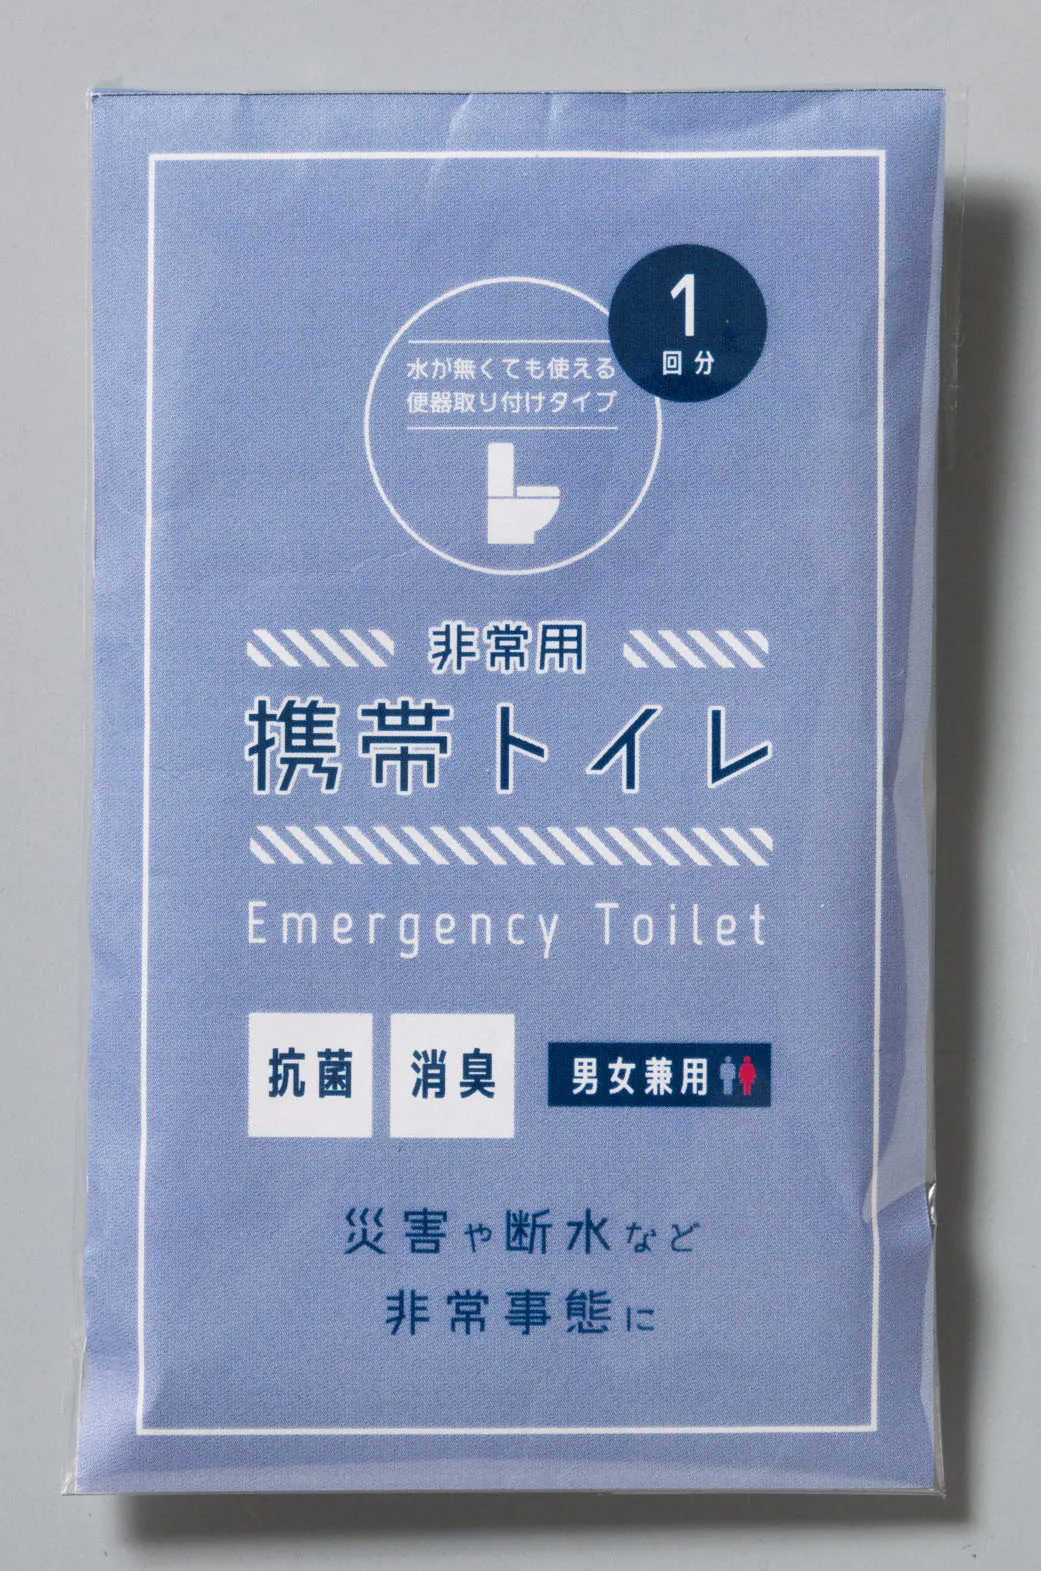 1
回分
水が無くても使える
便器取り付けタイプ
非常用
携帯トイレ
Emergency Toilet
抗菌 消臭 男女兼用
災害や断水など
非常事態に